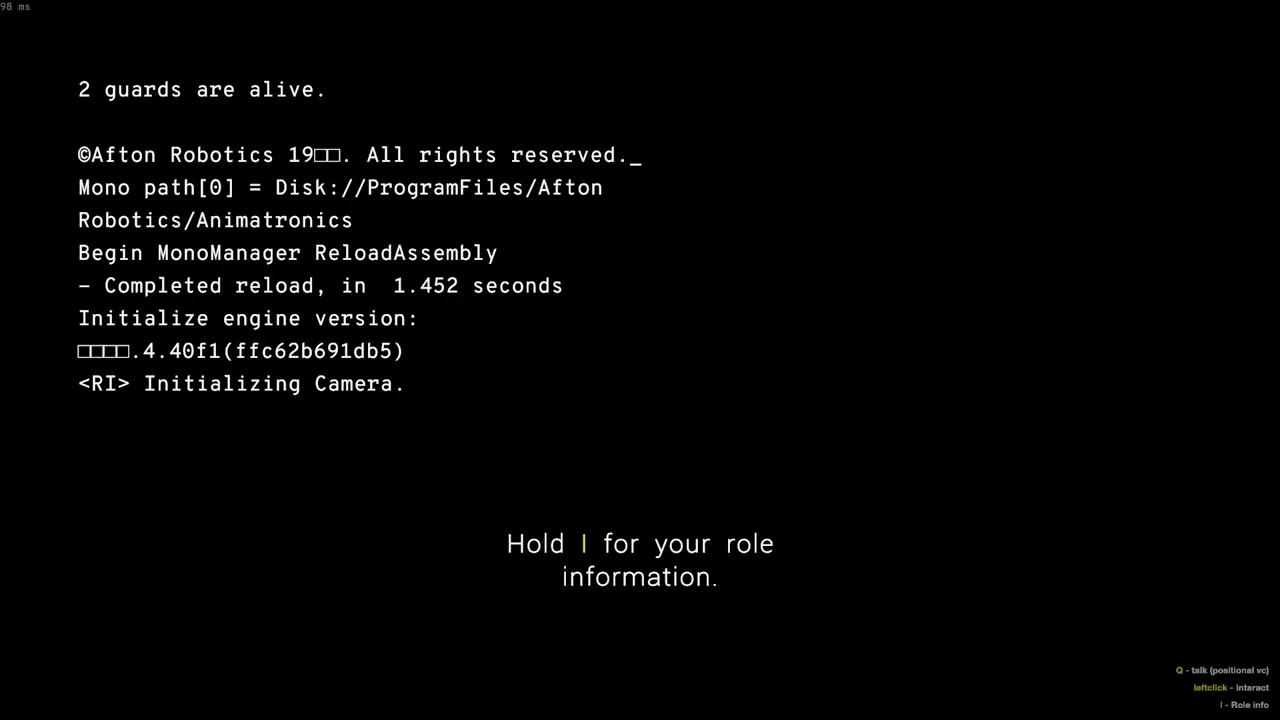 98 ms
2 guards are alive.
©Afton Robotics 19□□. All rights reserved._
Mono path[0] = Disk://ProgramFiles/Afton
Robotics/Animatronics
Begin MonoManager ReloadAssembly
- Completed reload, in  1.452 seconds
Initialize engine version:
□□□□.4.40f1(ffc62b691db5)
<RI> Initializing Camera.
Hold I for your role
information.
Q - talk (positional vc)
leftclick - Interact
I - Role info